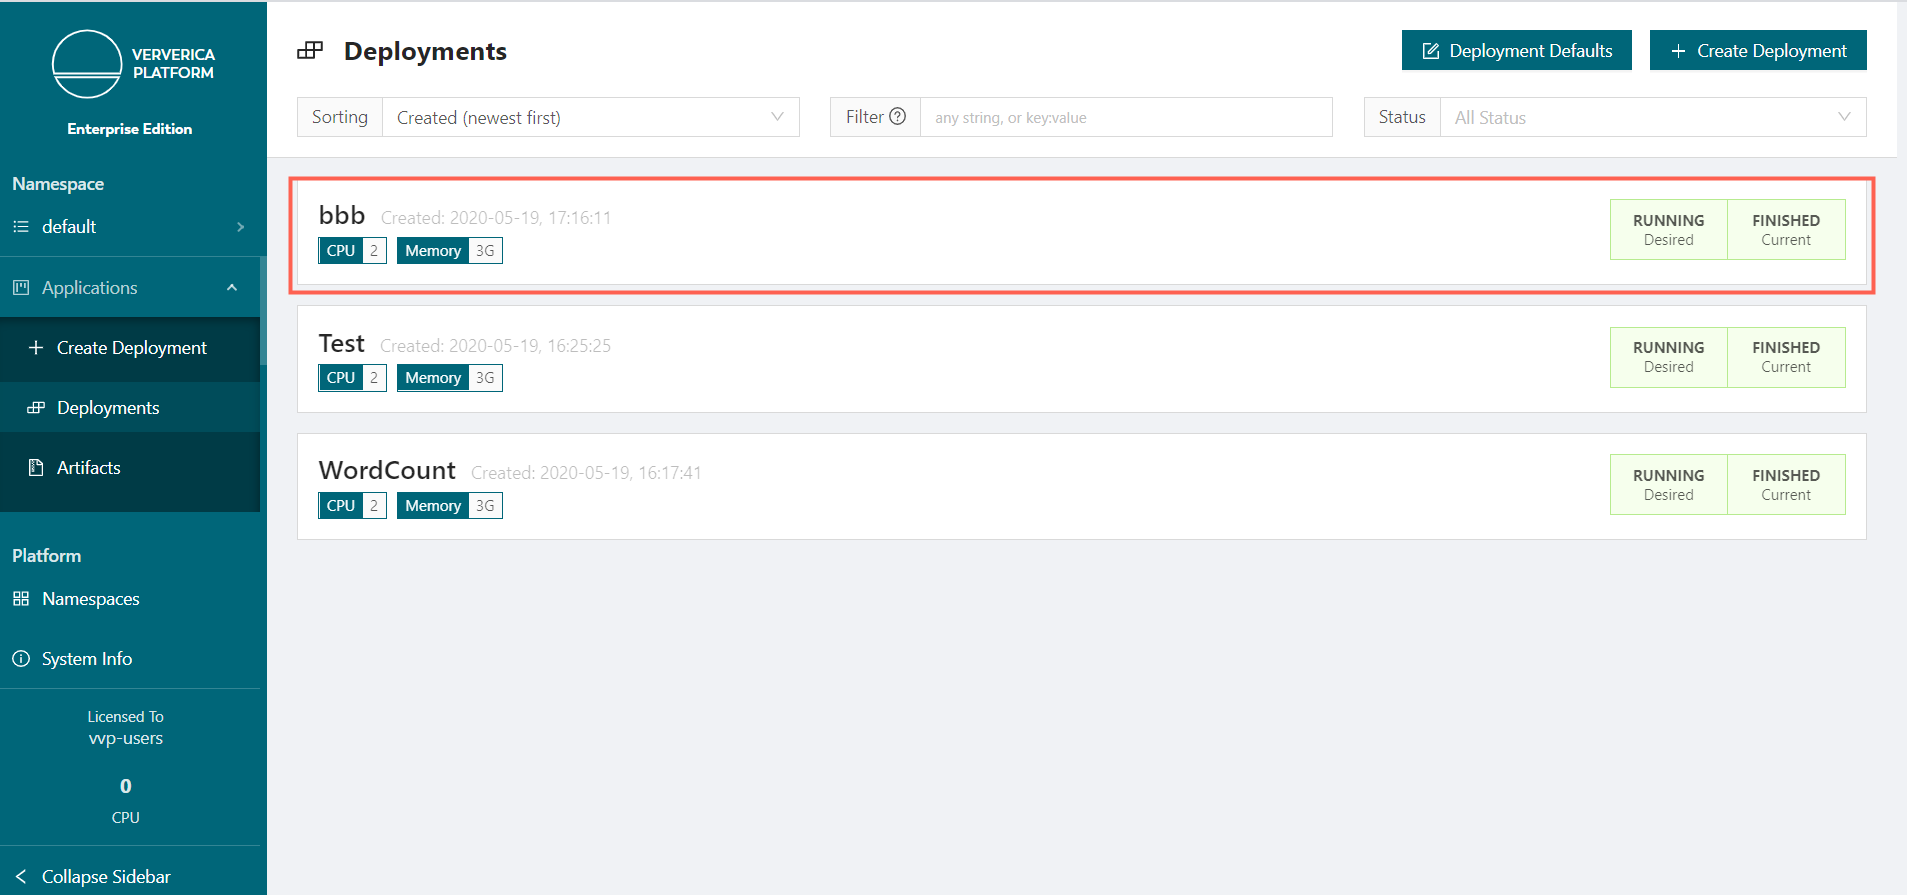 VERVERICA
PLATFORM
Enterprise Edition
Namespace
default
Applications
Create Deployment
Deployments
Artifacts
Platform
Namespaces
System Info
Licensed To
vvp-users
0
CPU
Collapse Sidebar
Deployments
Deployment Defaults
Create Deployment
Sorting Created (newest first)
Filter any string, or key:value
Status All Status
bbb Created: 2020-05-19, 17:16:11
CPU 2 Memory 3G
RUNNING FINISHED
Desired Current
Test Created: 2020-05-19, 16:25:25
CPU 2 Memory 3G
RUNNING FINISHED
Desired Current
WordCount Created: 2020-05-19, 16:17:41
CPU 2 Memory 3G
RUNNING FINISHED
Desired Current